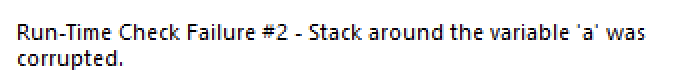 Run-Time Check Failure #2 - Stack around the variable 'a' was
corrupted.